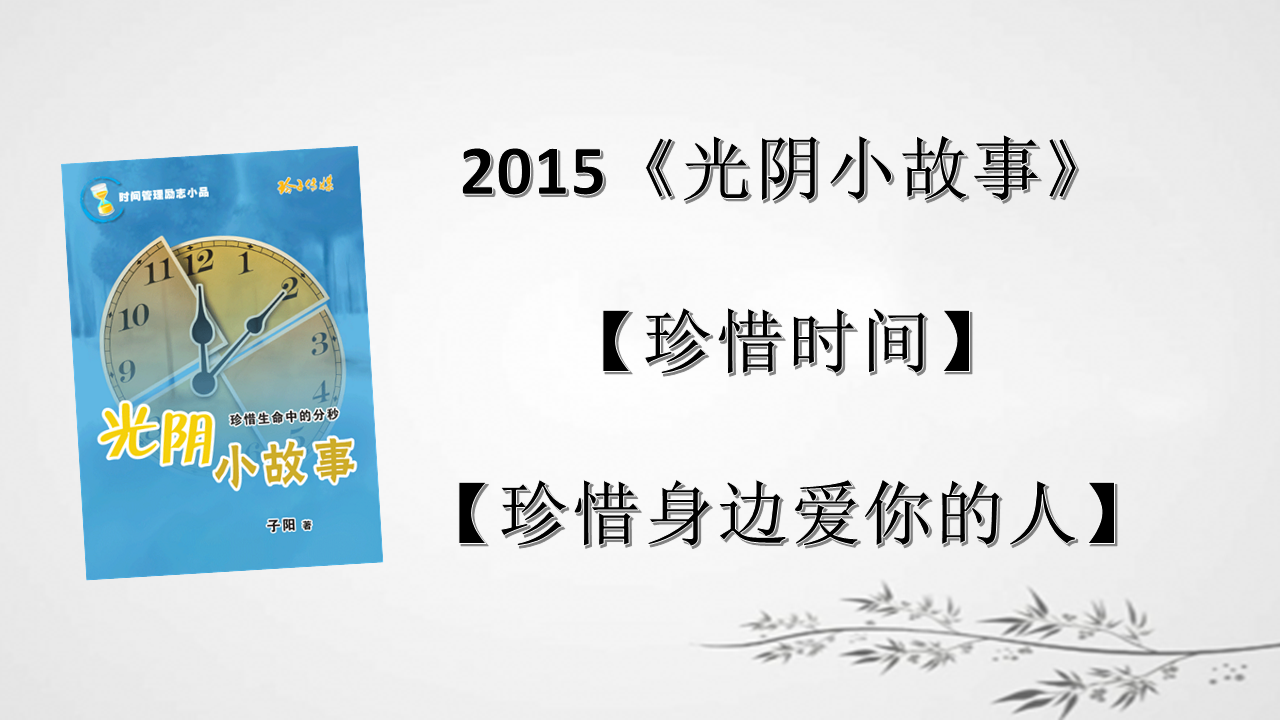 2015《光阴小故事》
【珍惜时间】
【珍惜身边爱你的人】
时间管理励志小品
11 12 1
2
10
3
9
4
5
珍惜生命中的分秒
光阴
小故事
子阳 著